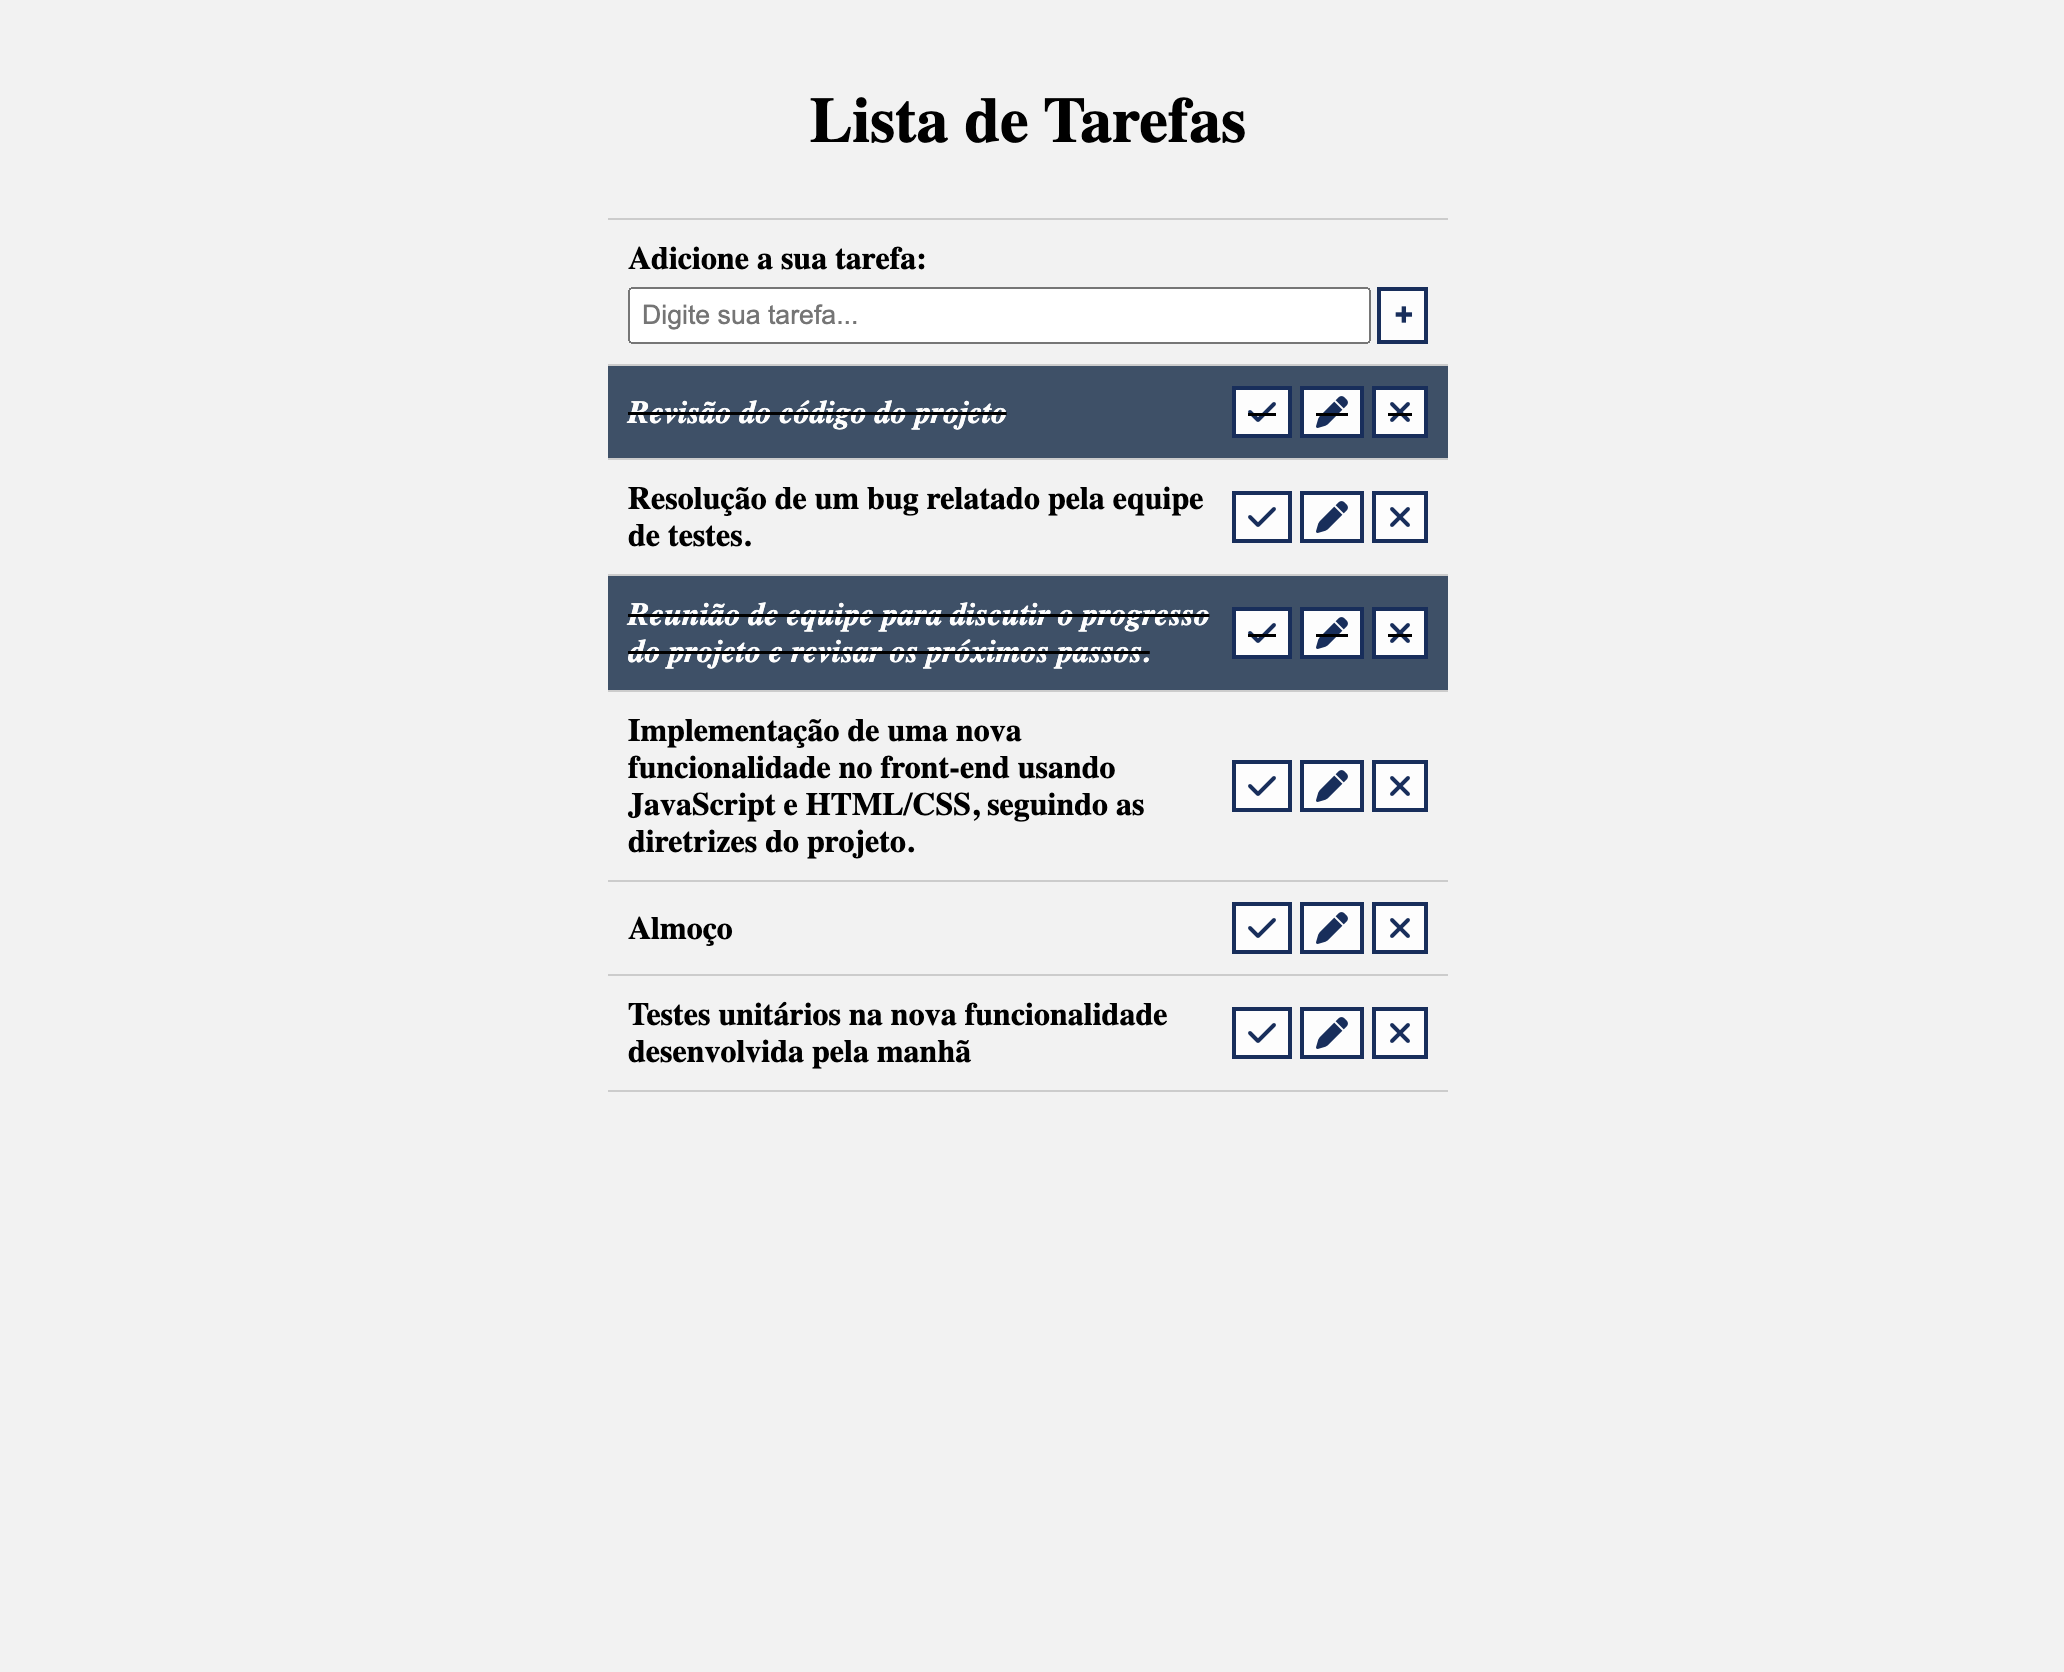 Lista de Tarefas
Adicione a sua tarefa:
Digite sua tarefa...
+
Revisão do código do projeto
Resolução de um bug relatado pela equipe
de testes.
Reunião de equipe para discutir o progresso
do projeto e revisar os próximos passos.
Implementação de uma nova
funcionalidade no front-end usando
JavaScript e HTML/CSS, seguindo as
diretrizes do projeto.
Almoço
Testes unitários na nova funcionalidade
desenvolvida pela manhã